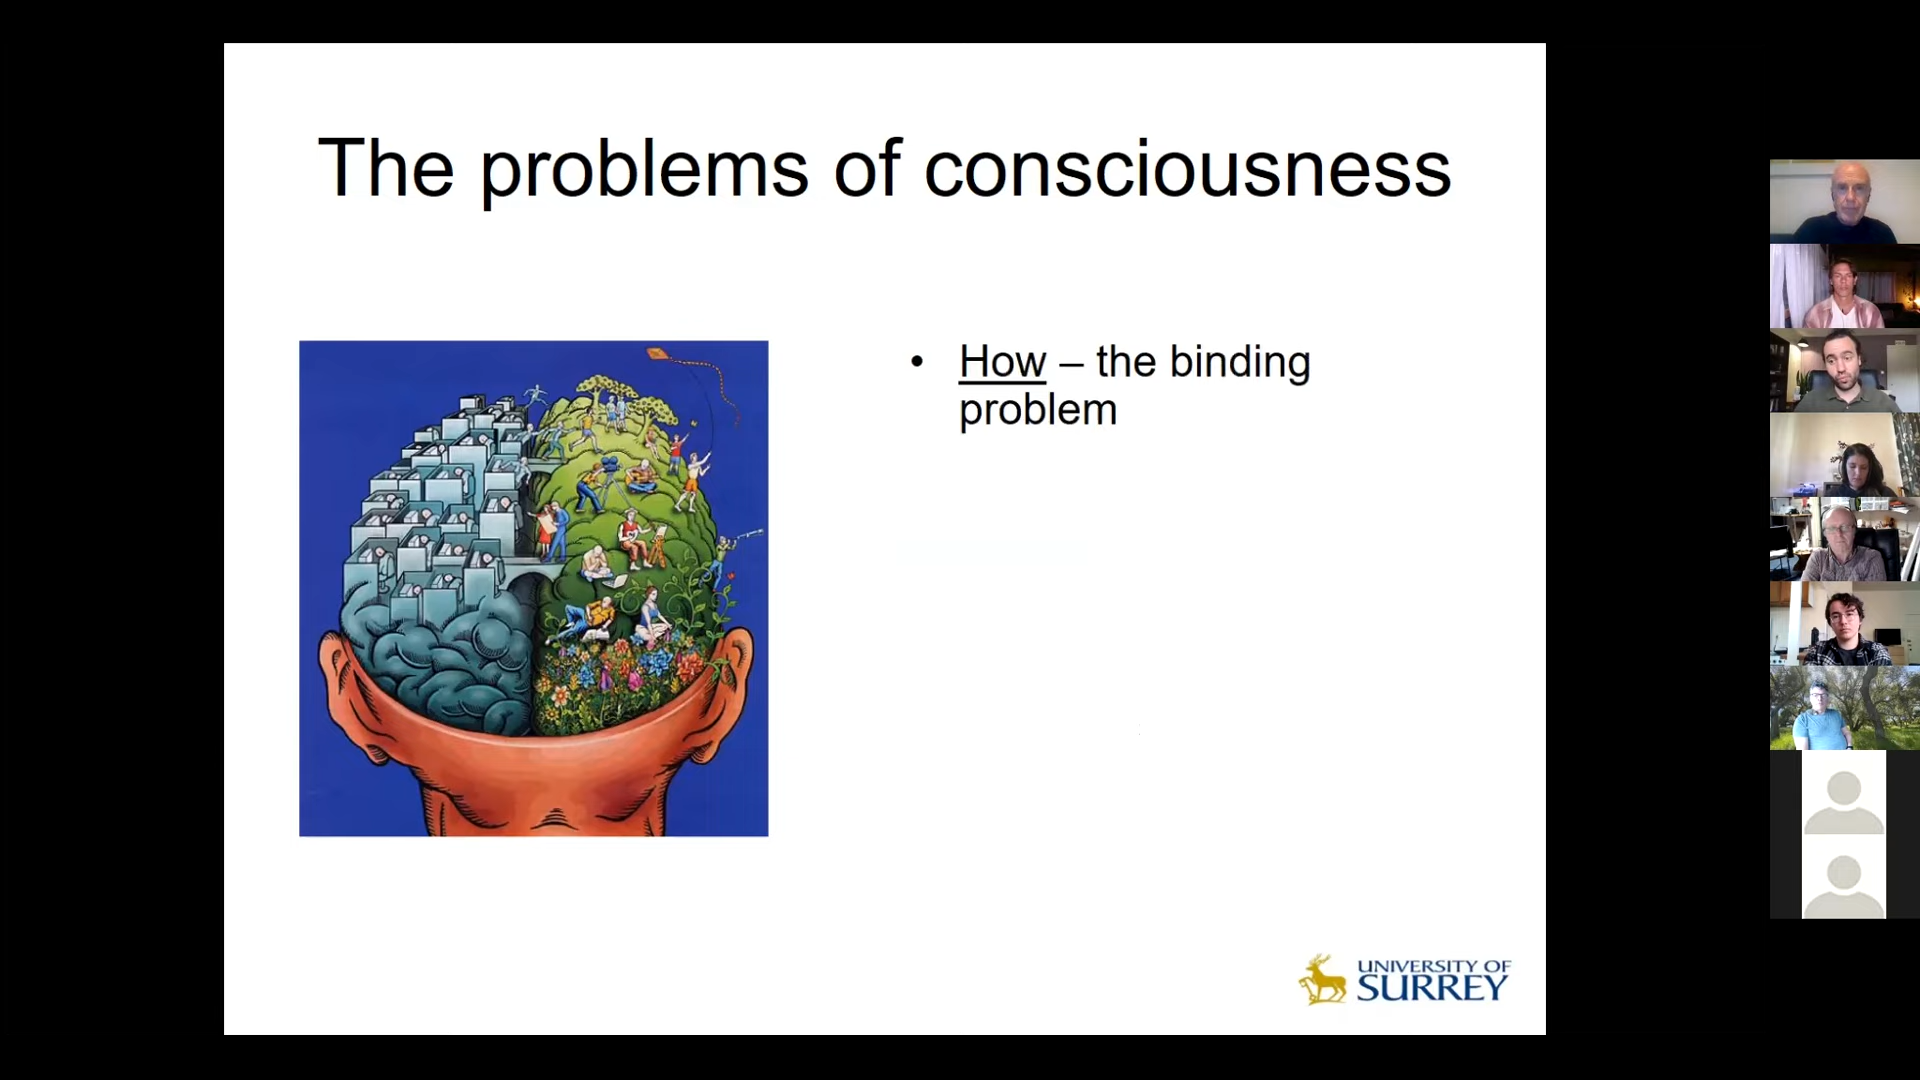 The problems of consciousness
• How – the binding
problem
UNIVERSITY OF
SURREY